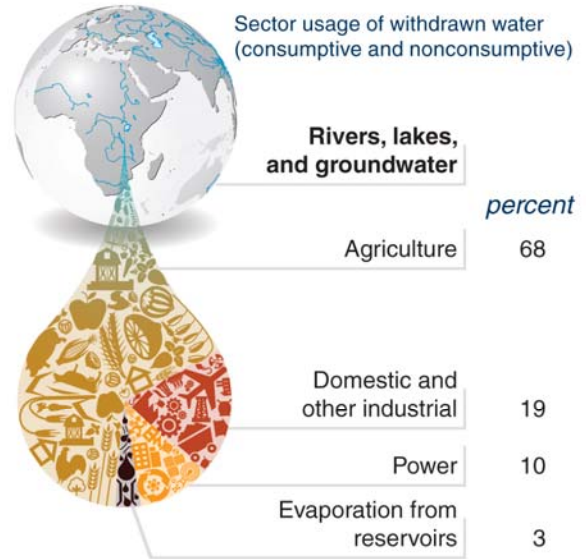 Sector usage of withdrawn water
(consumptive and nonconsumptive)
Rivers, lakes,
and groundwater
percent
Agriculture 68
Domestic and
other industrial 19
Power 10
Evaporation from
reservoirs 3